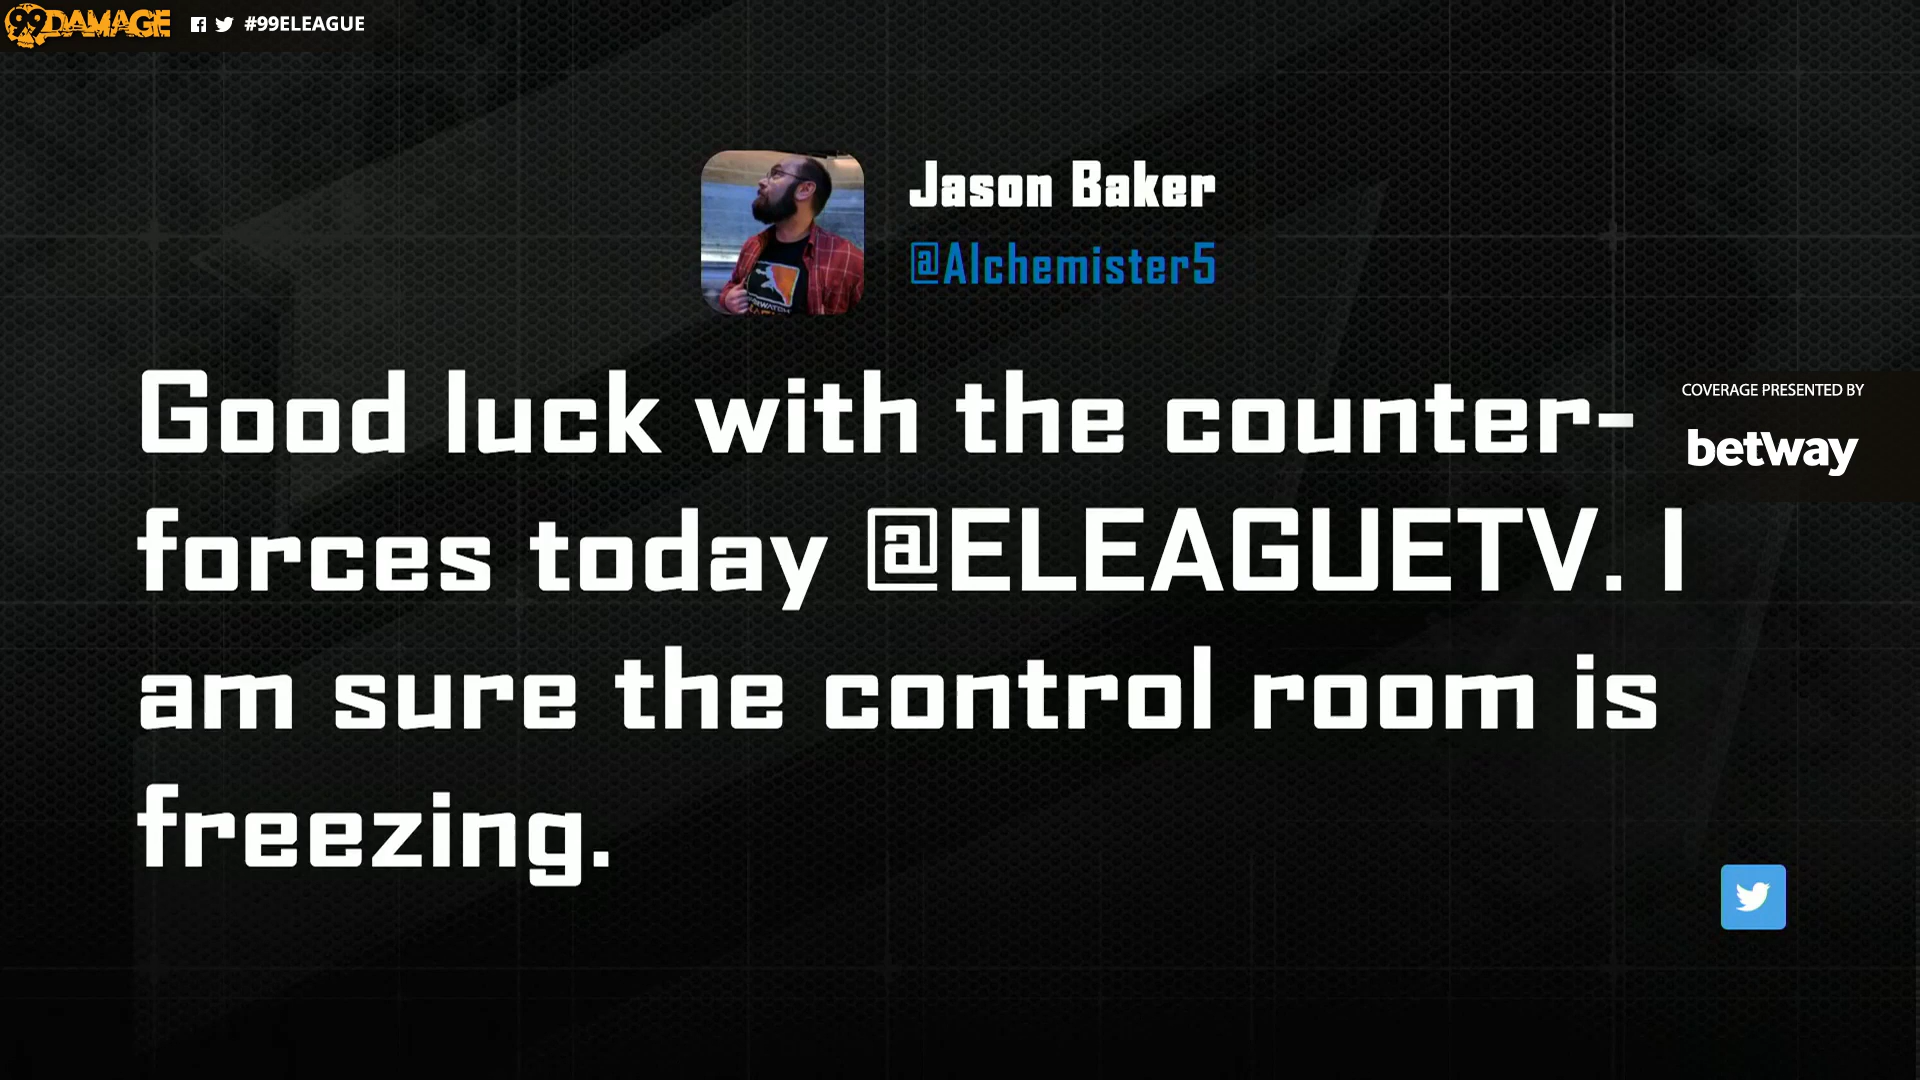 99DAMAGE #99ELEAGUE
Jason Baker
@Alchemister5
Good luck with the counter-
forces today @ELEAGUETV. I
am sure the control room is
freezing.
COVERAGE PRESENTED BY
betway